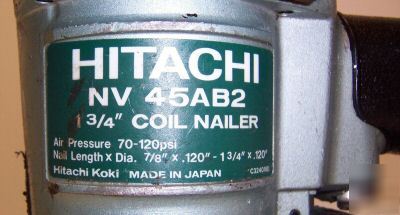 HITACHI
NV 45AB2
1 3/4" COIL NAILER
Air Pressure 70-120psi
Nail Length x Dia. 7/8" x .120" - 1 3/4" x .120"
Hitachi Koki MADE IN JAPAN